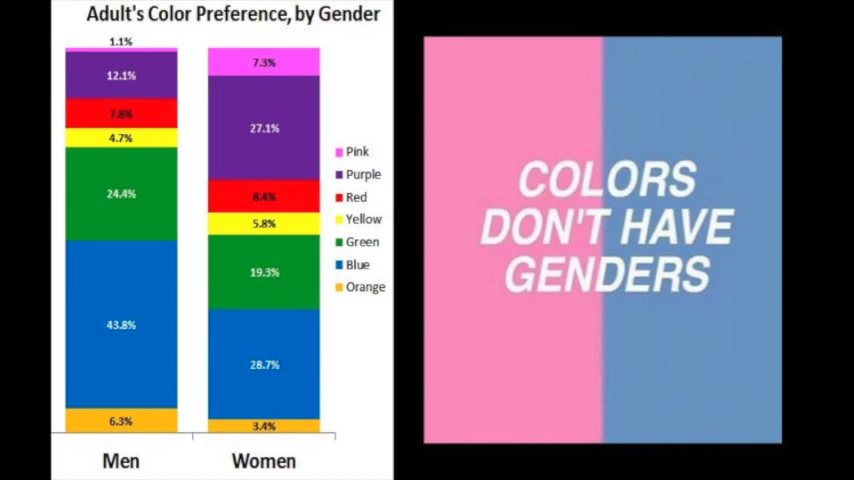 Adult's Color Preference, by Gender
1.1%
12.1%
7.8%
4.7%
24.4%
43.8%
6.3%
7.3%
27.1%
8.4%
5.8%
19.3%
28.7%
3.4%
Men
Women
Pink
Purple
Red
Yellow
Green
Blue
Orange
COLORS
DON'T HAVE
GENDERS